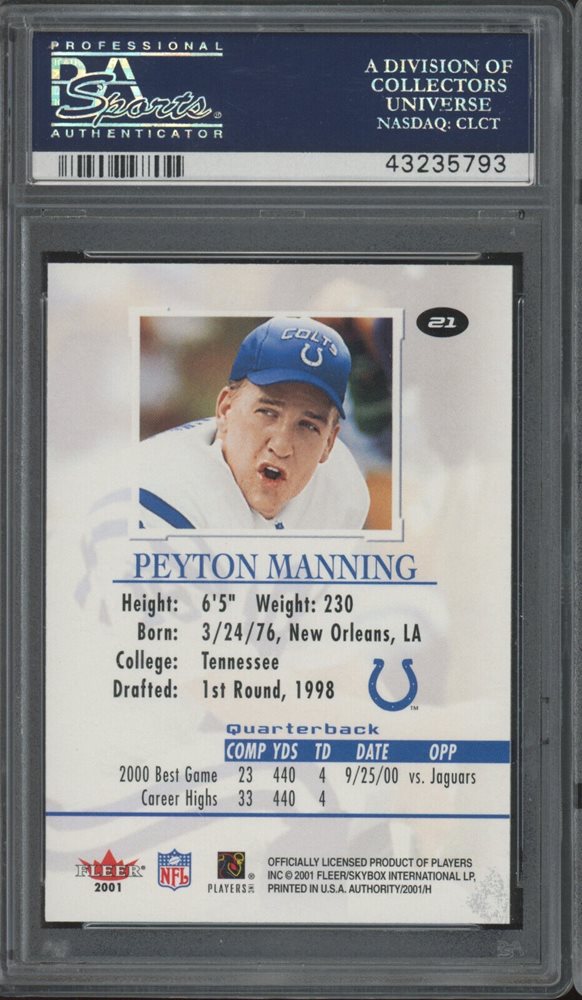 PROFESSIONAL
PSA
Sports
AUTHENTICATOR
A DIVISION OF
COLLECTORS
UNIVERSE
NASDAQ: CLCT
43235793
21
COLTS
PEYTON MANNING
Height: 6'5" Weight: 230
Born: 3/24/76, New Orleans, LA
College: Tennessee
Drafted: 1st Round, 1998
TM
Quarterback
COMP YDS TD DATE OPP
2000 Best Game 23 440 4 9/25/00 vs. Jaguars
Career Highs 33 440 4
FLEER
2001
NFL
PLAYERS INC
OFFICIALLY LICENSED PRODUCT OF PLAYERS
INC © 2001 FLEER/SKYBOX INTERNATIONAL LP,
PRINTED IN U.S.A. AUTHORITY/2001/H